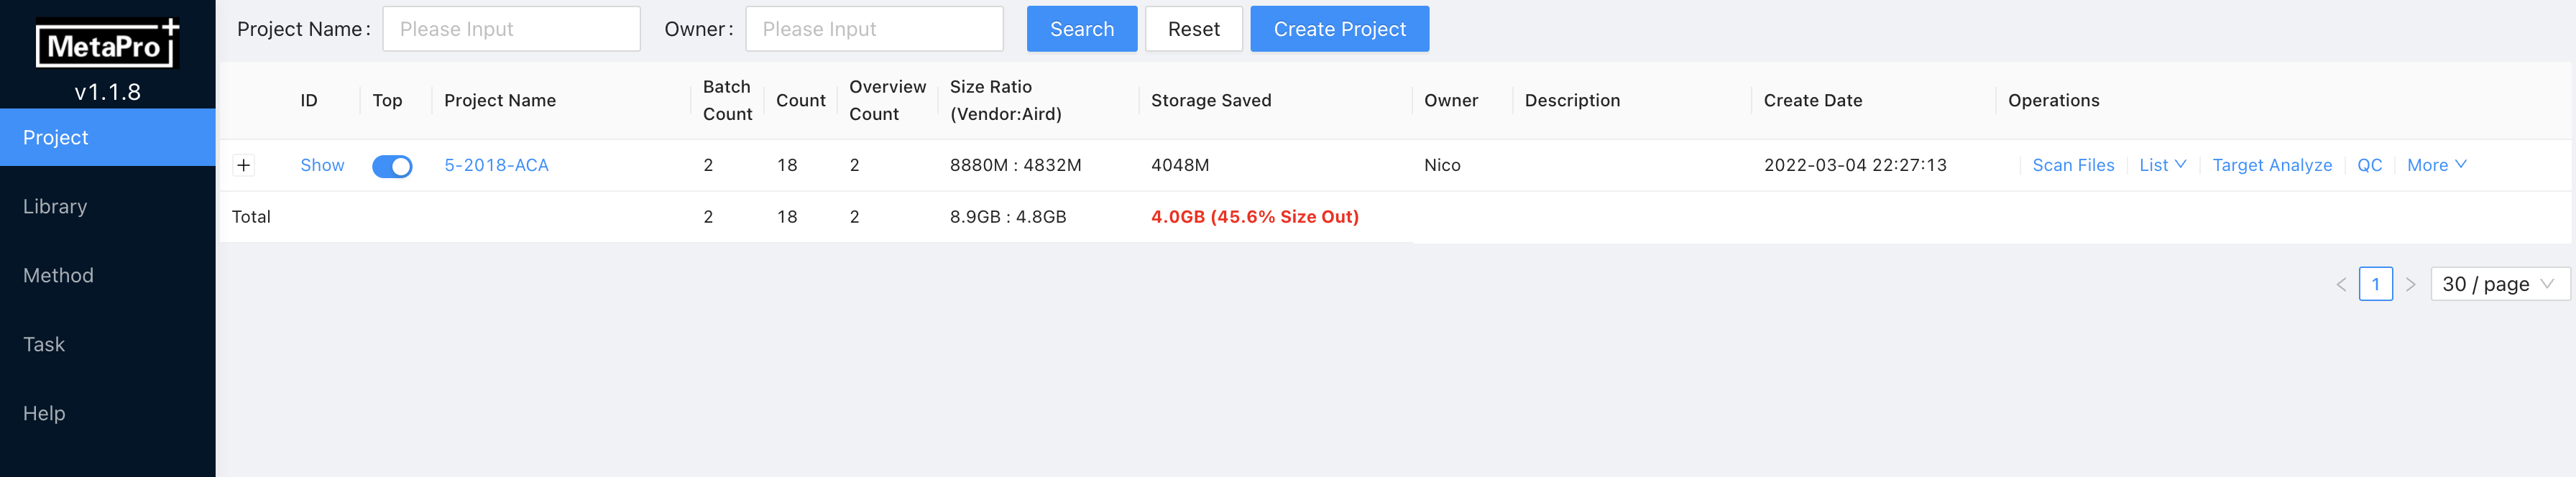 MetaPro+
v1.1.8
Project
Library
Method
Task
Help
Project Name: Please Input Owner: Please Input Search Reset Create Project
ID Top Project Name Batch Count Count Overview Count Size Ratio (Vendor:Aird) Storage Saved Owner Description Create Date Operations
Show 5-2018-ACA 2 18 2 8880M : 4832M 4048M Nico 2022-03-04 22:27:13 Scan Files List Target Analyze QC More
Total 2 18 2 8.9GB : 4.8GB 4.0GB (45.6% Size Out)
1 30 / page